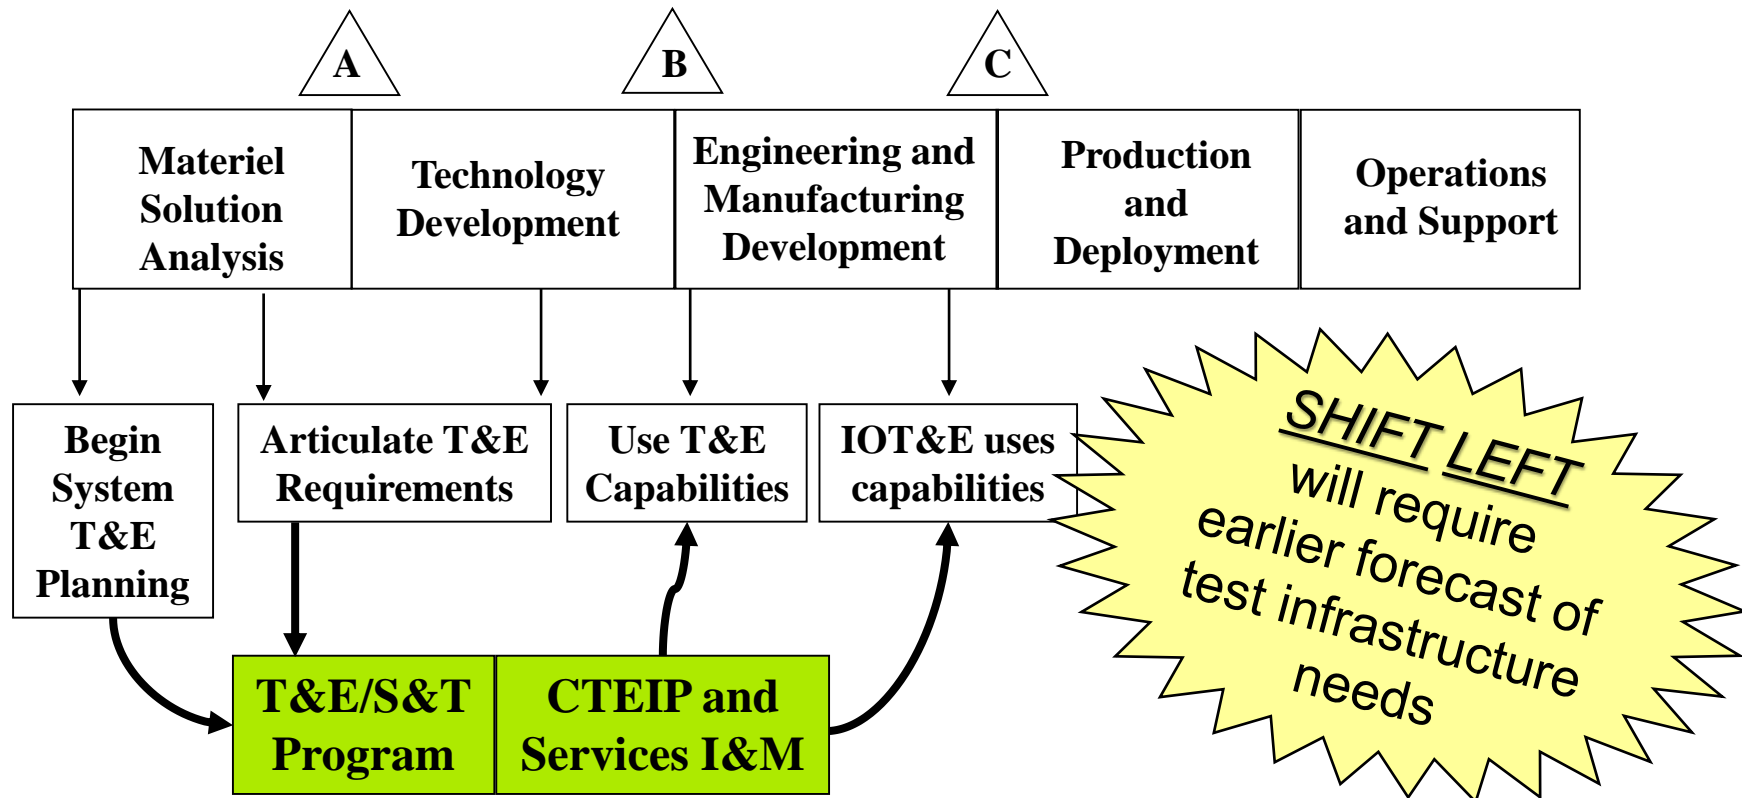 A
B
C
Materiel
Solution
Analysis
Technology
Development
Engineering and
Manufacturing
Development
Production
and
Deployment
Operations
and Support
Begin
System
T&E
Planning
Articulate T&E
Requirements
Use T&E
Capabilities
IOT&E uses
capabilities
SHIFT LEFT
will require
earlier forecast of
test infrastructure
needs
T&E/S&T
Program
CTEIP and
Services I&M